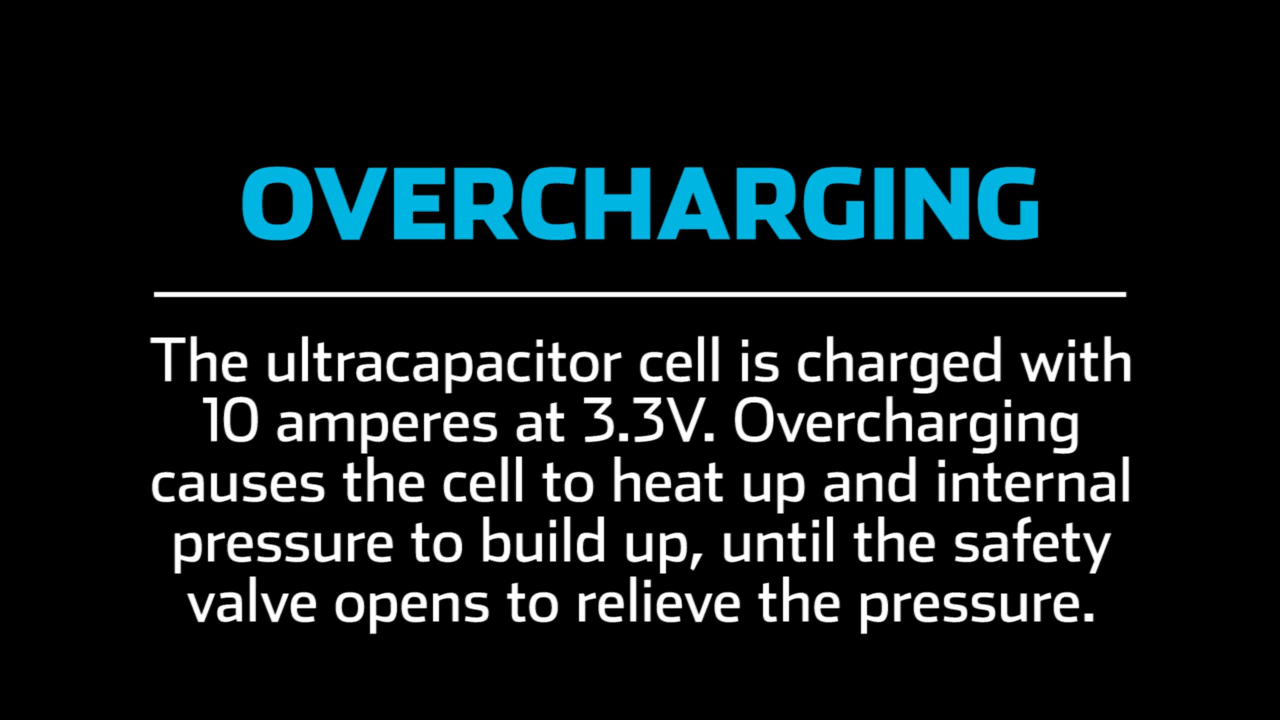 OVERCHARGING
The ultracapacitor cell is charged with
10 amperes at 3.3V. Overcharging
causes the cell to heat up and internal
pressure to build up, until the safety
valve opens to relieve the pressure.